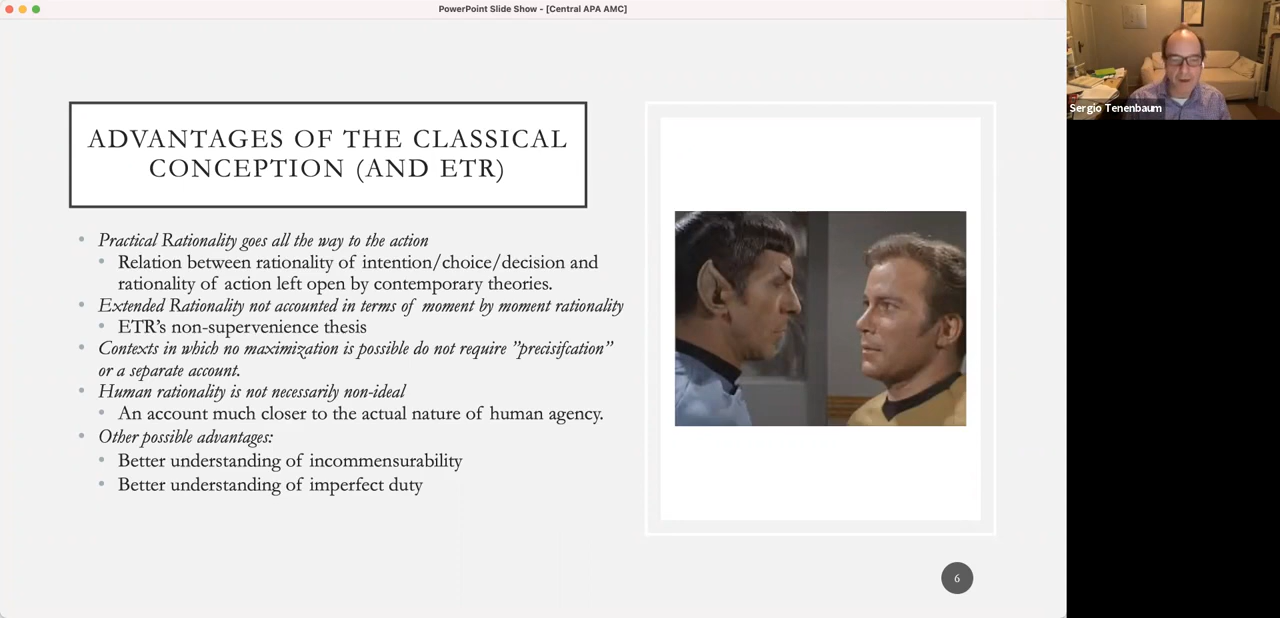 PowerPoint Slide Show - [Central APA AMC]
ADVANTAGES OF THE CLASSICAL
CONCEPTION (AND ETR)
Practical Rationality goes all the way to the action
Relation between rationality of intention/choice/decision and
rationality of action left open by contemporary theories.
Extended Rationality not accounted in terms of moment by moment rationality
ETR’s non-supervenience thesis
Contexts in which no maximization is possible do not require ”precisifcation”
or a separate account.
Human rationality is not necessarily non-ideal
An account much closer to the actual nature of human agency.
Other possible advantages:
Better understanding of incommensurability
Better understanding of imperfect duty
6
Sergio Tenenbaum